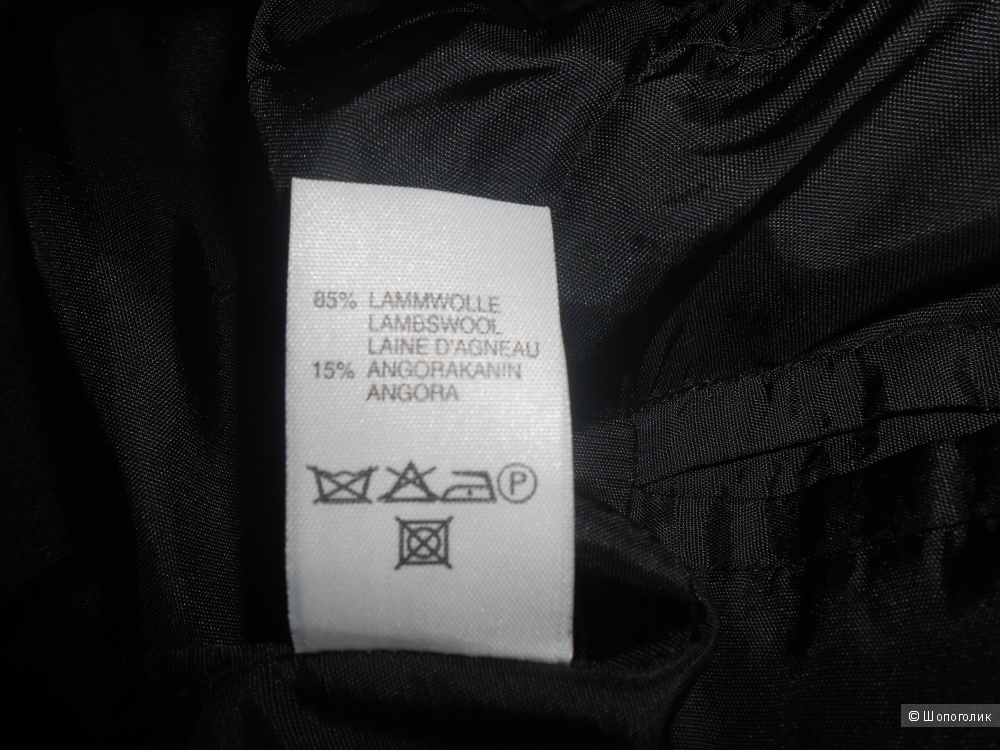 85% LAMMWOLLE
LAMBSWOOL
LAINE D'AGNEAU
15% ANGORAKANIN
ANGORA
P
© Шопоголик